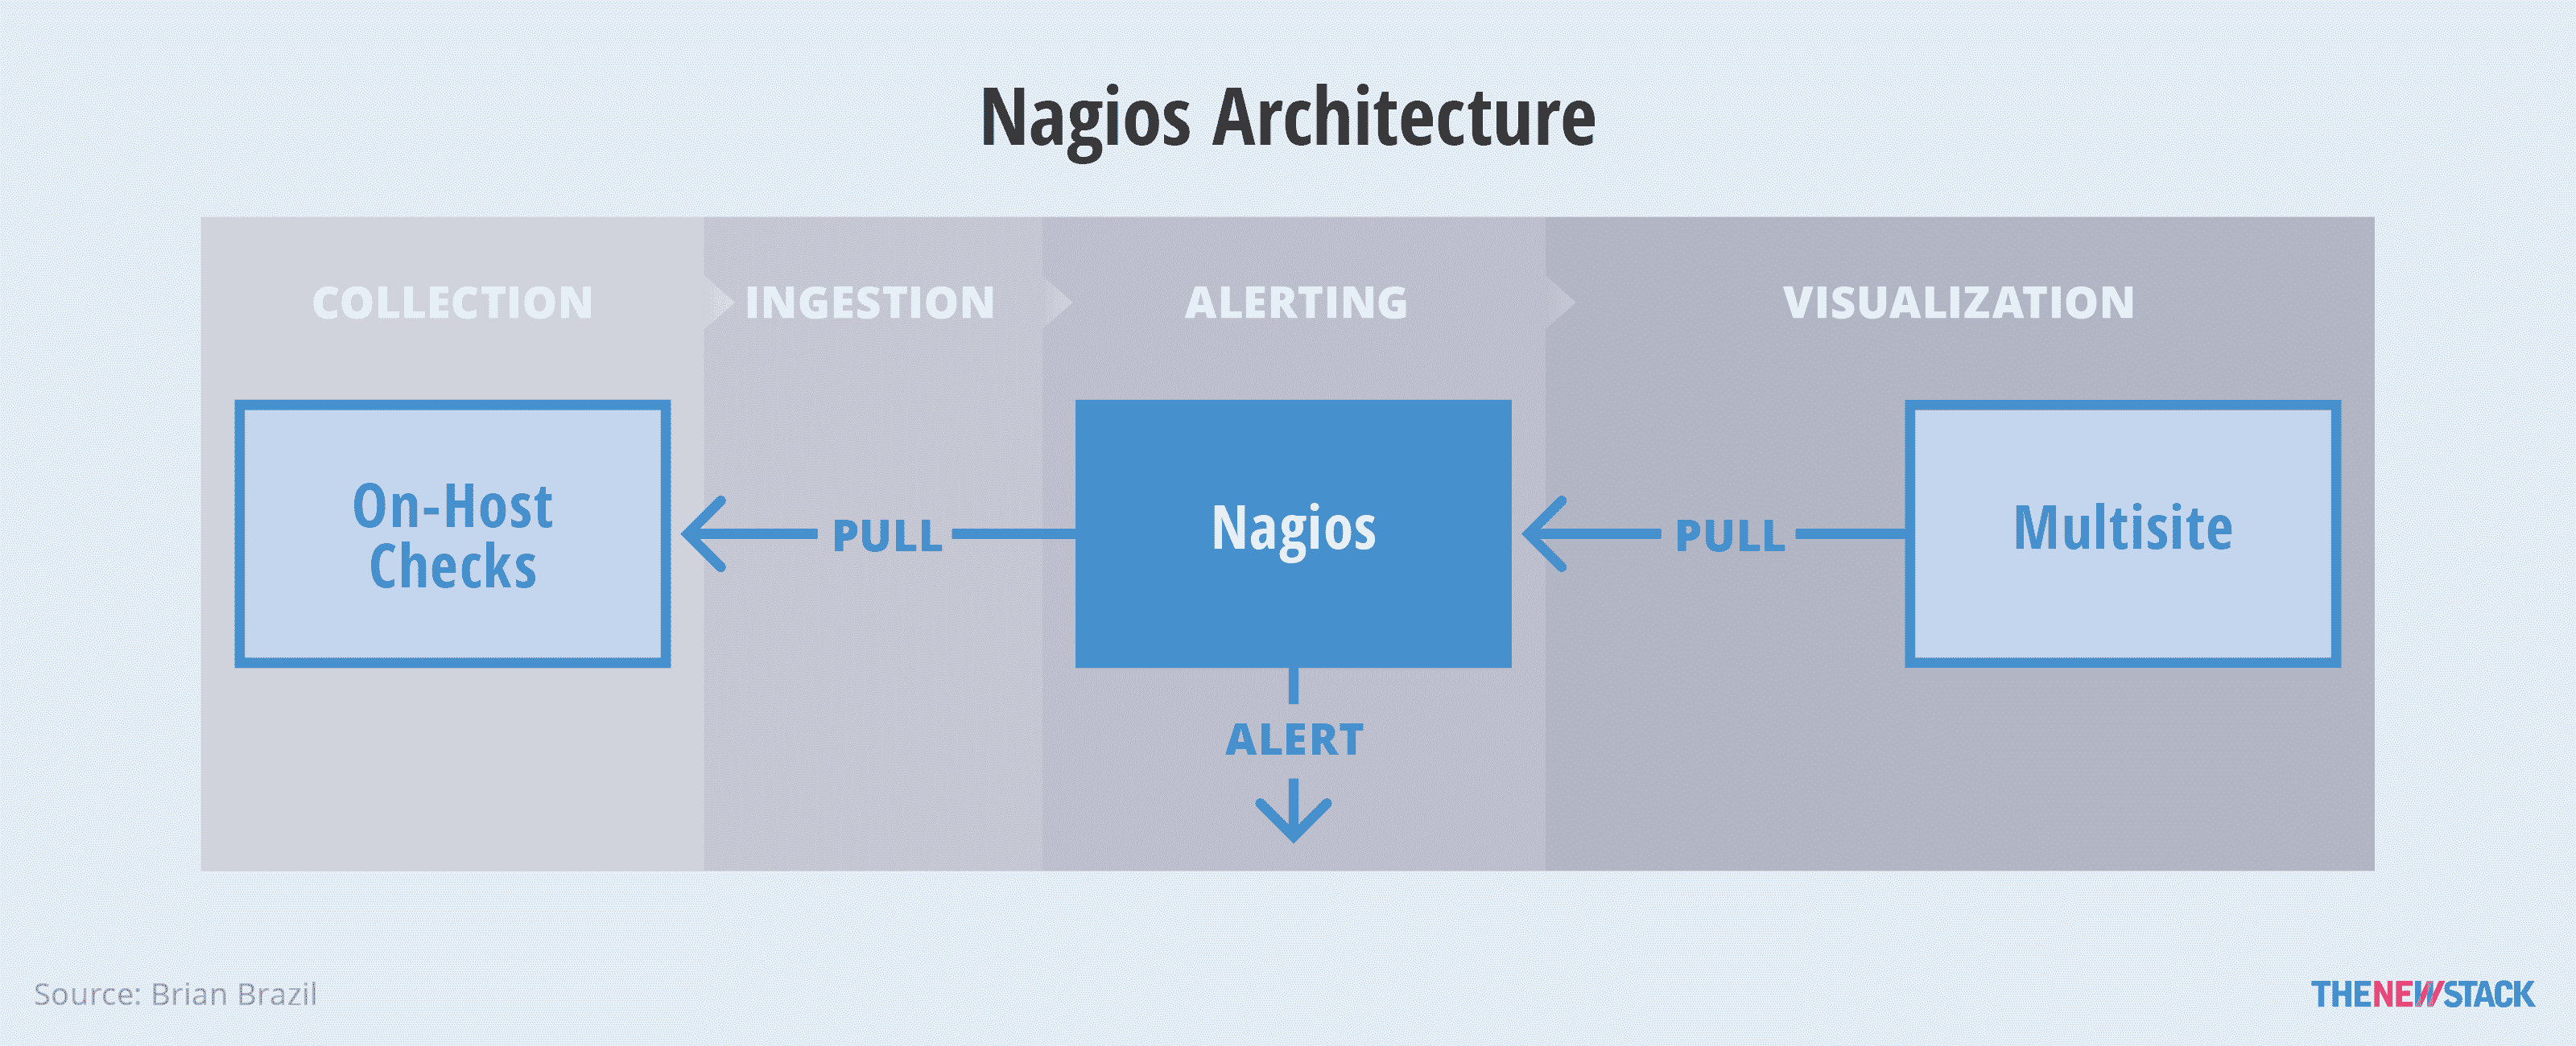 Nagios Architecture
COLLECTION
INGESTION
ALERTING
VISUALIZATION
On-Host
Checks
PULL
Nagios
PULL
Multisite
ALERT
Source: Brian Brazil
THENEWSTACK